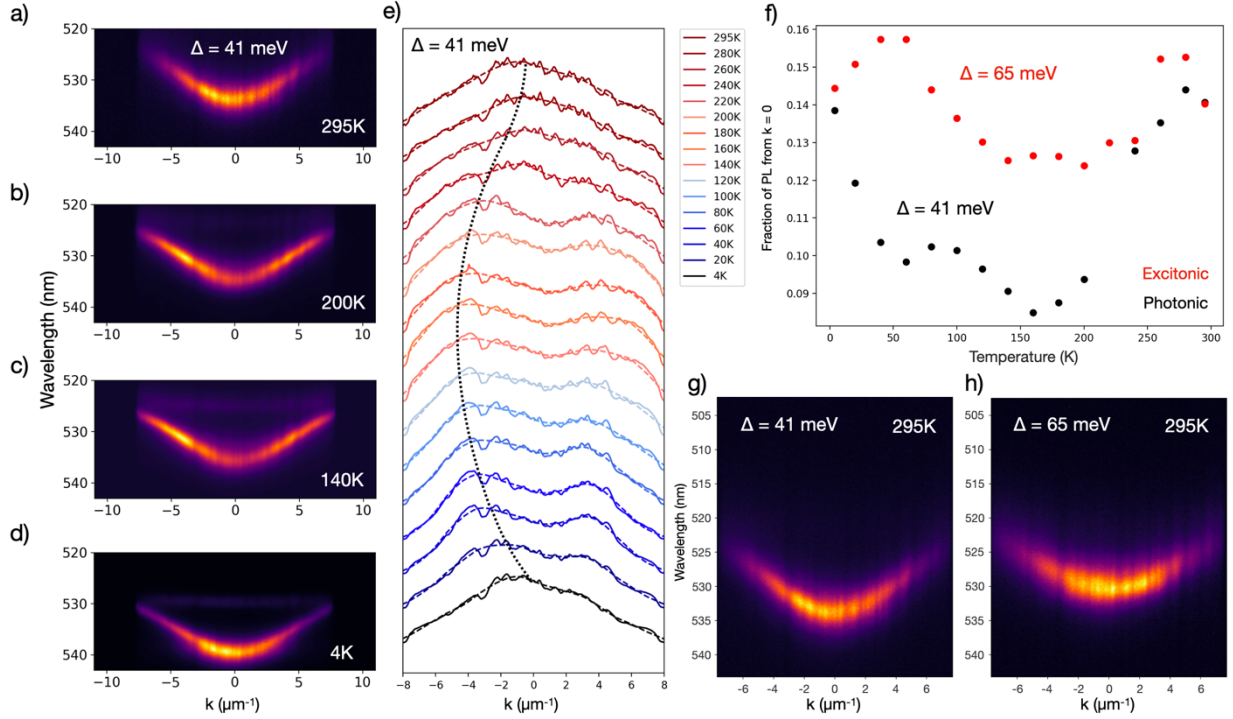 a)
520
530
540
Δ = 41 meV
295K
−10 −5 0 5 10
b)
520
530
540
200K
−10 −5 0 5 10
c)
520
530
540
140K
−10 −5 0 5 10
d)
520
530
540
4K
−10 −5 0 5 10
Wavelength (nm)
k (μm⁻¹)
e)
Δ = 41 meV
−8 −6 −4 −2 0 2 4 6 8
k (μm⁻¹)
295K
280K
260K
240K
220K
200K
180K
160K
140K
120K
100K
80K
60K
40K
20K
4K
f)
0.16
0.15
0.14
0.13
0.12
0.11
0.10
0.09
Fraction of PL from k = 0
Δ = 65 meV
Δ = 41 meV
Excitonic
Photonic
0 50 100 150 200 250 300
Temperature (K)
g)
Δ = 41 meV 295K
505
510
515
520
525
530
535
540
Wavelength (nm)
−6 −4 −2 0 2 4 6
k (μm⁻¹)
h)
Δ = 65 meV 295K
505
510
515
520
525
530
535
540
−6 −4 −2 0 2 4 6
k (μm⁻¹)